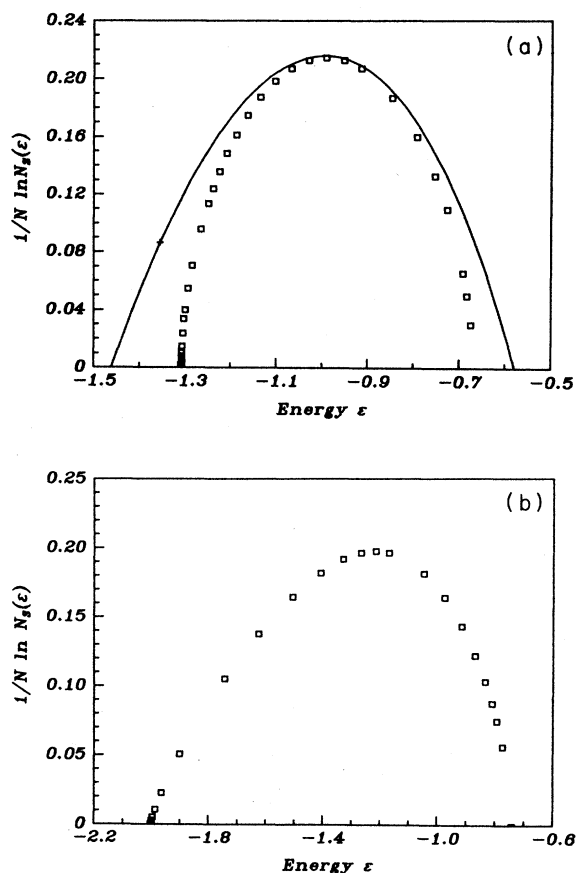 0.24
(a)
0.20
0.16
0.12
0.08
0.04
0
1/N lnN_s(ε)
-1.5 -1.3 -1.1 -0.9 -0.7 -0.5
Energy ε
0.25
(b)
0.20
0.15
0.10
0.05
0
1/N ln N_s(ε)
-2.2 -1.8 -1.4 -1.0 -0.6
Energy ε